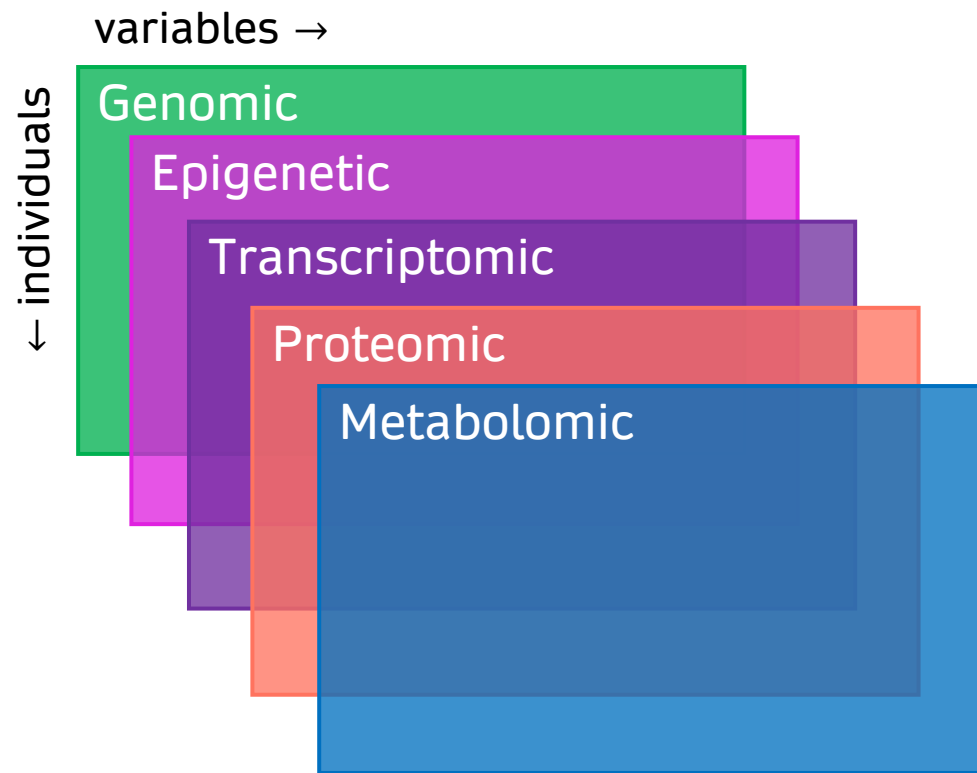 variables →
← individuals
Genomic
Epigenetic
Transcriptomic
Proteomic
Metabolomic